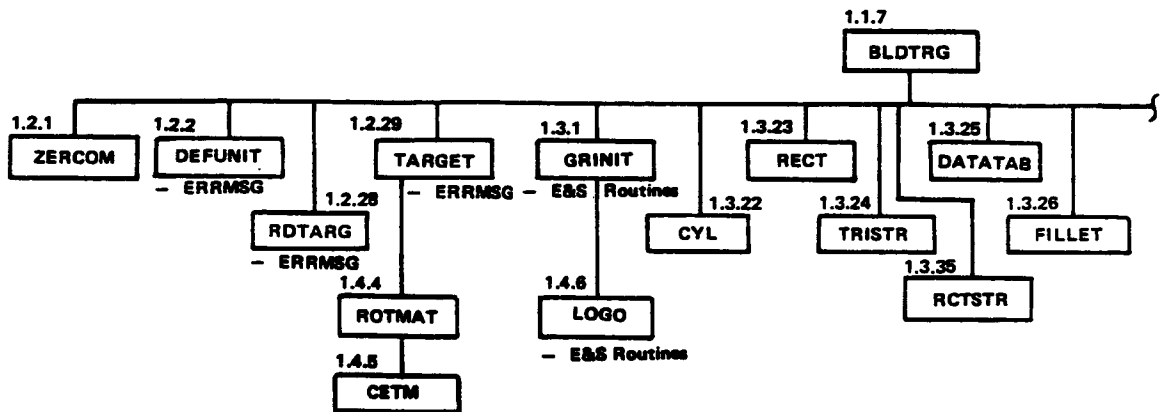 1.1.7
BLDTRG
1.2.1
ZERCOM
1.2.2
DEFUNIT
— ERRMSG
1.2.28
RDTARG
— ERRMSG
1.2.29
TARGET
— ERRMSG
1.4.4
ROTMAT
1.4.5
CETM
1.3.1
GRINIT
— E&S Routines
1.4.6
LOGO
— E&S Routines
1.3.22
CYL
1.3.23
RECT
1.3.24
TRISTR
1.3.35
RCTSTR
1.3.25
DATATAB
1.3.26
FILLET